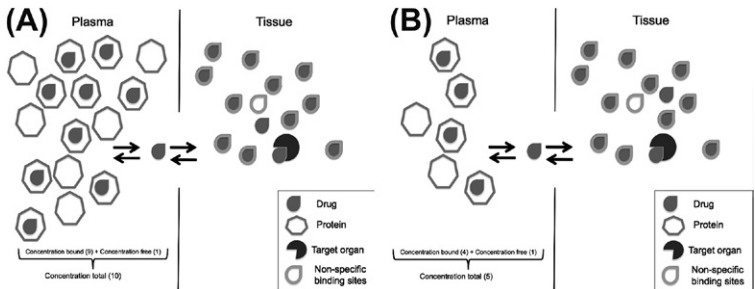 (A)
Plasma
Tissue
Concentration bound (9) + Concentration free (1)
Concentration total (10)
Drug
Protein
Target organ
Non-specific
binding sites
(B)
Plasma
Tissue
Concentration bound (4) + Concentration free (1)
Concentration total (5)
Drug
Protein
Target organ
Non-specific
binding sites